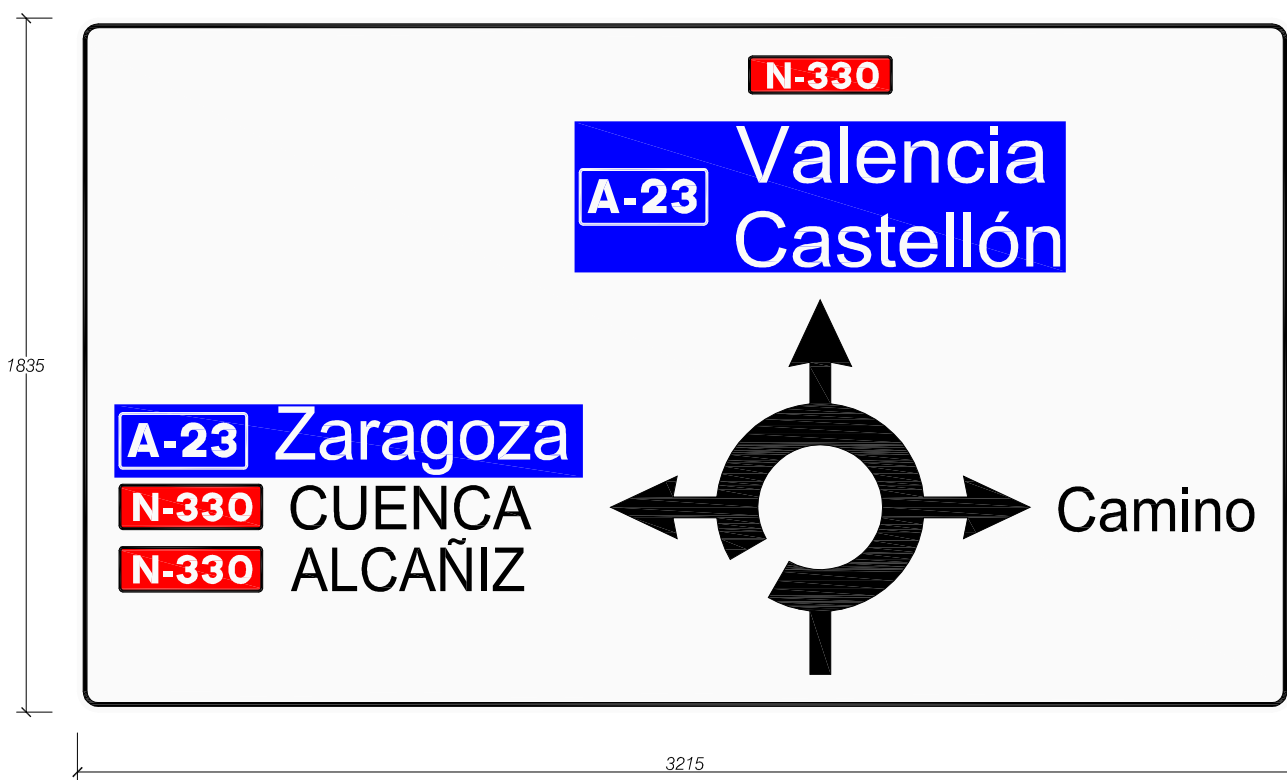 N-330
Valencia
A-23
Castellón
1835
A-23 Zaragoza
N-330 CUENCA
N-330 ALCAÑIZ
Camino
3215